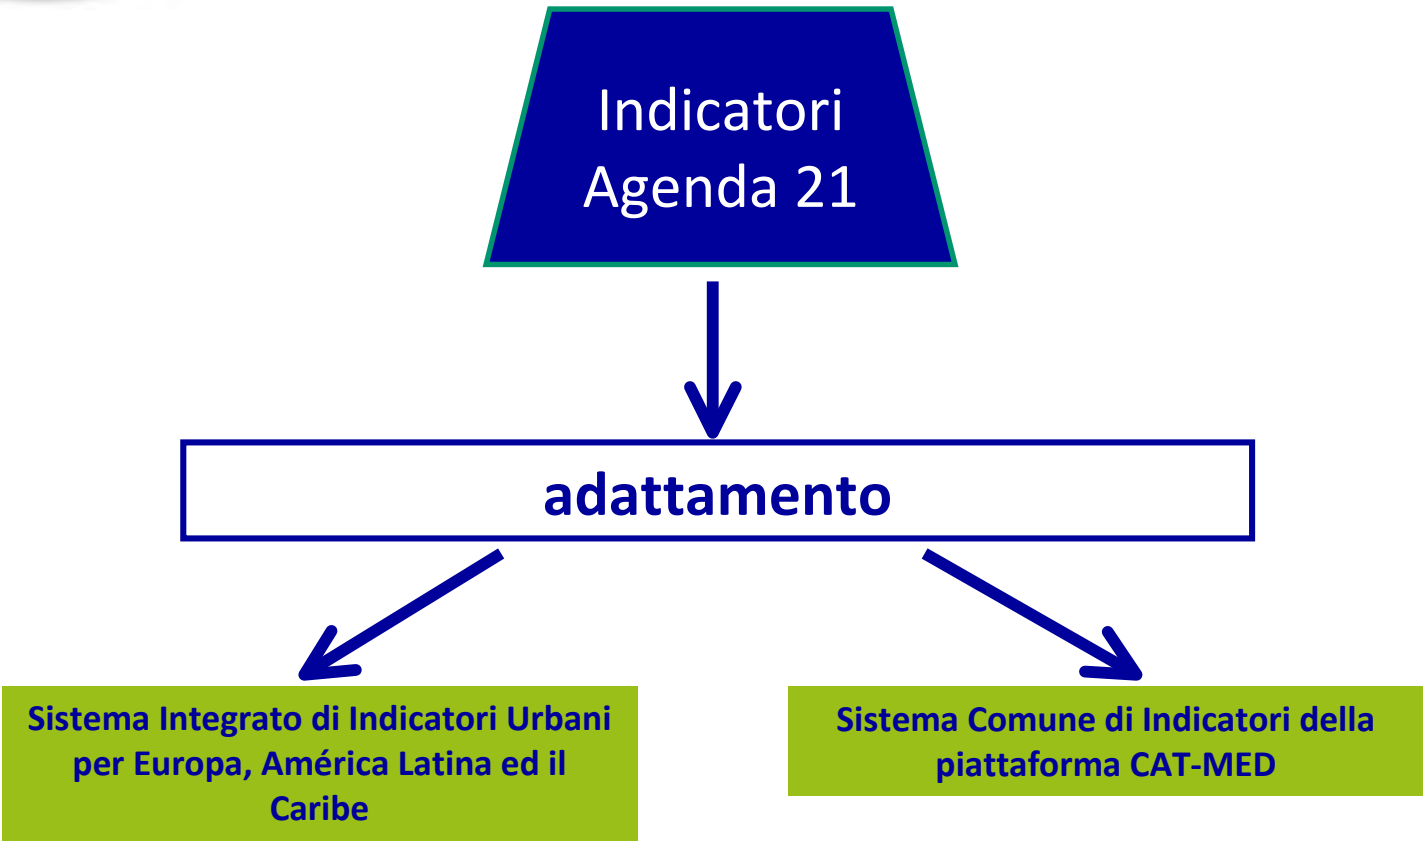 Indicatori
Agenda 21
adattamento
Sistema Integrato di Indicatori Urbani
per Europa, América Latina ed il
Caribe
Sistema Comune di Indicatori della
piattaforma CAT-MED